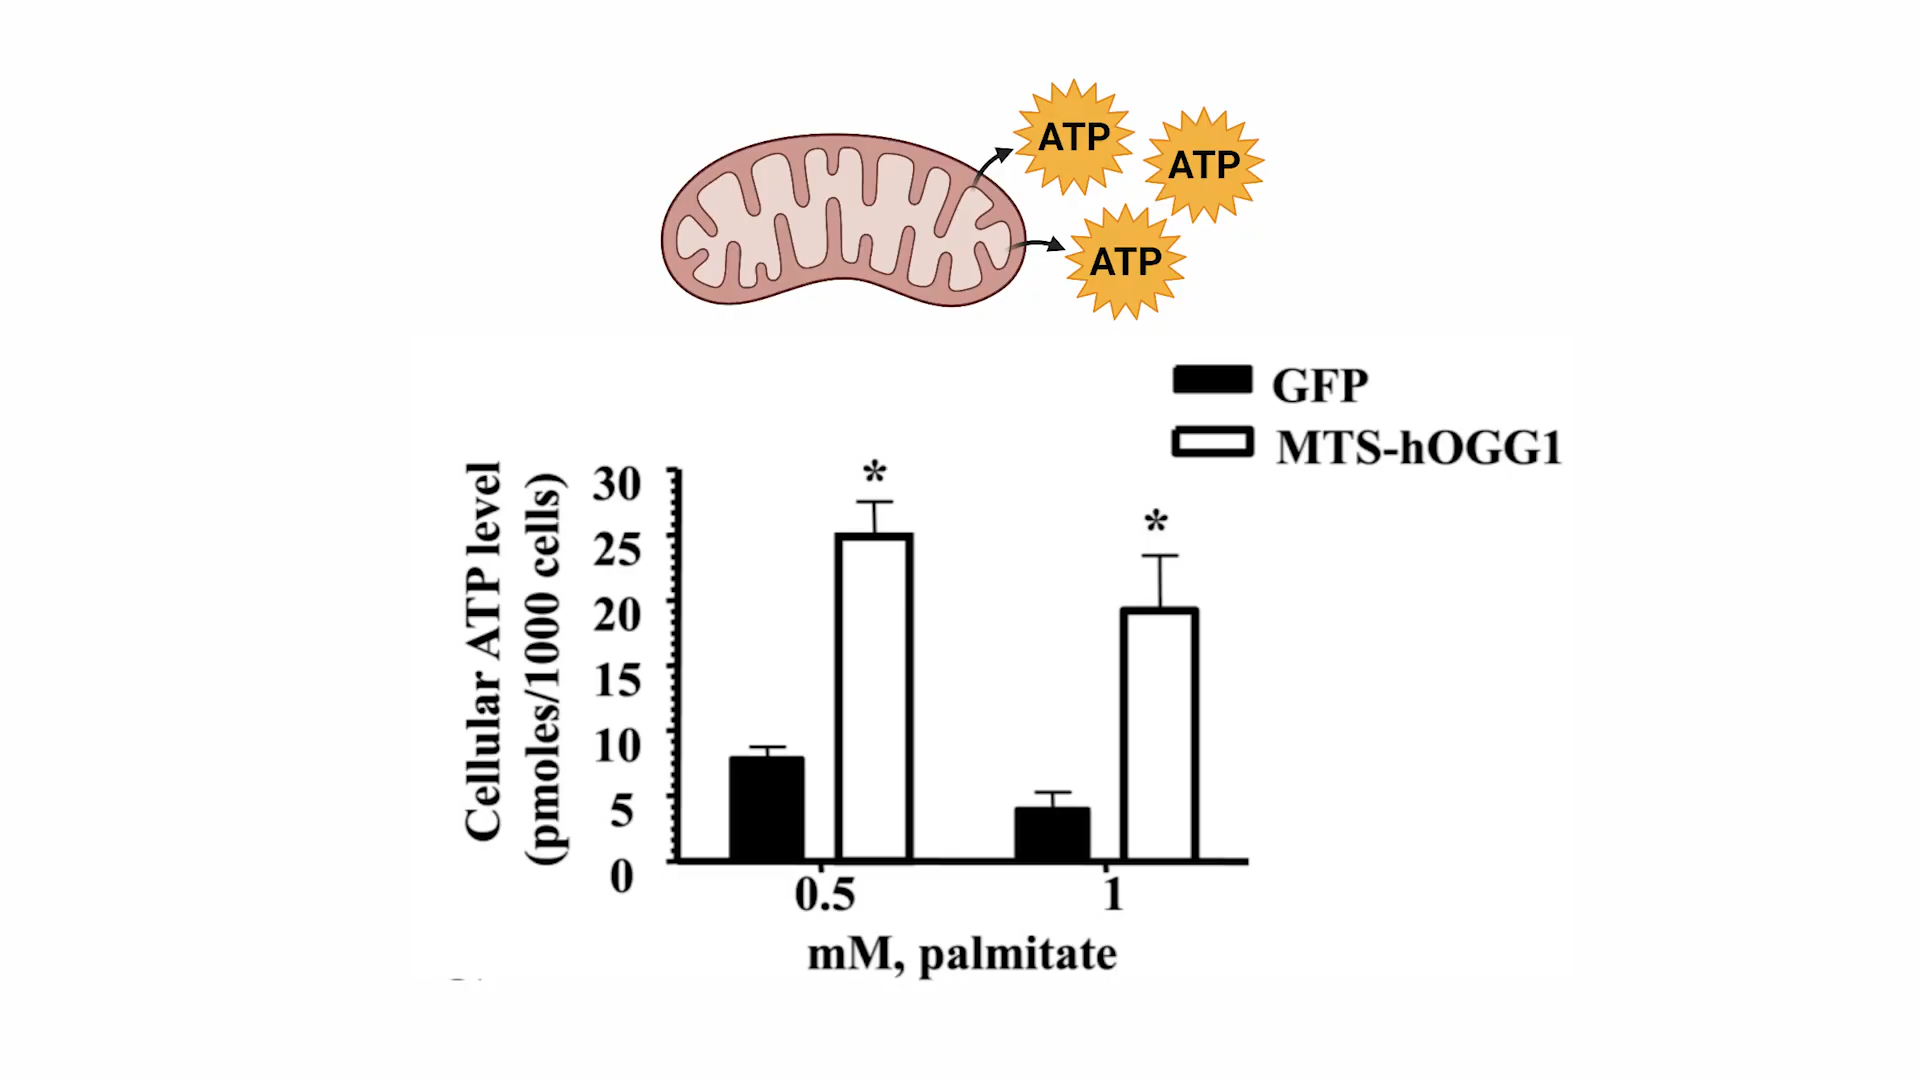 ATP
ATP
ATP
GFP
MTS-hOGG1
Cellular ATP level
(pmoles/1000 cells)
30
25
20
15
10
5
0
*
*
0.5
1
mM, palmitate